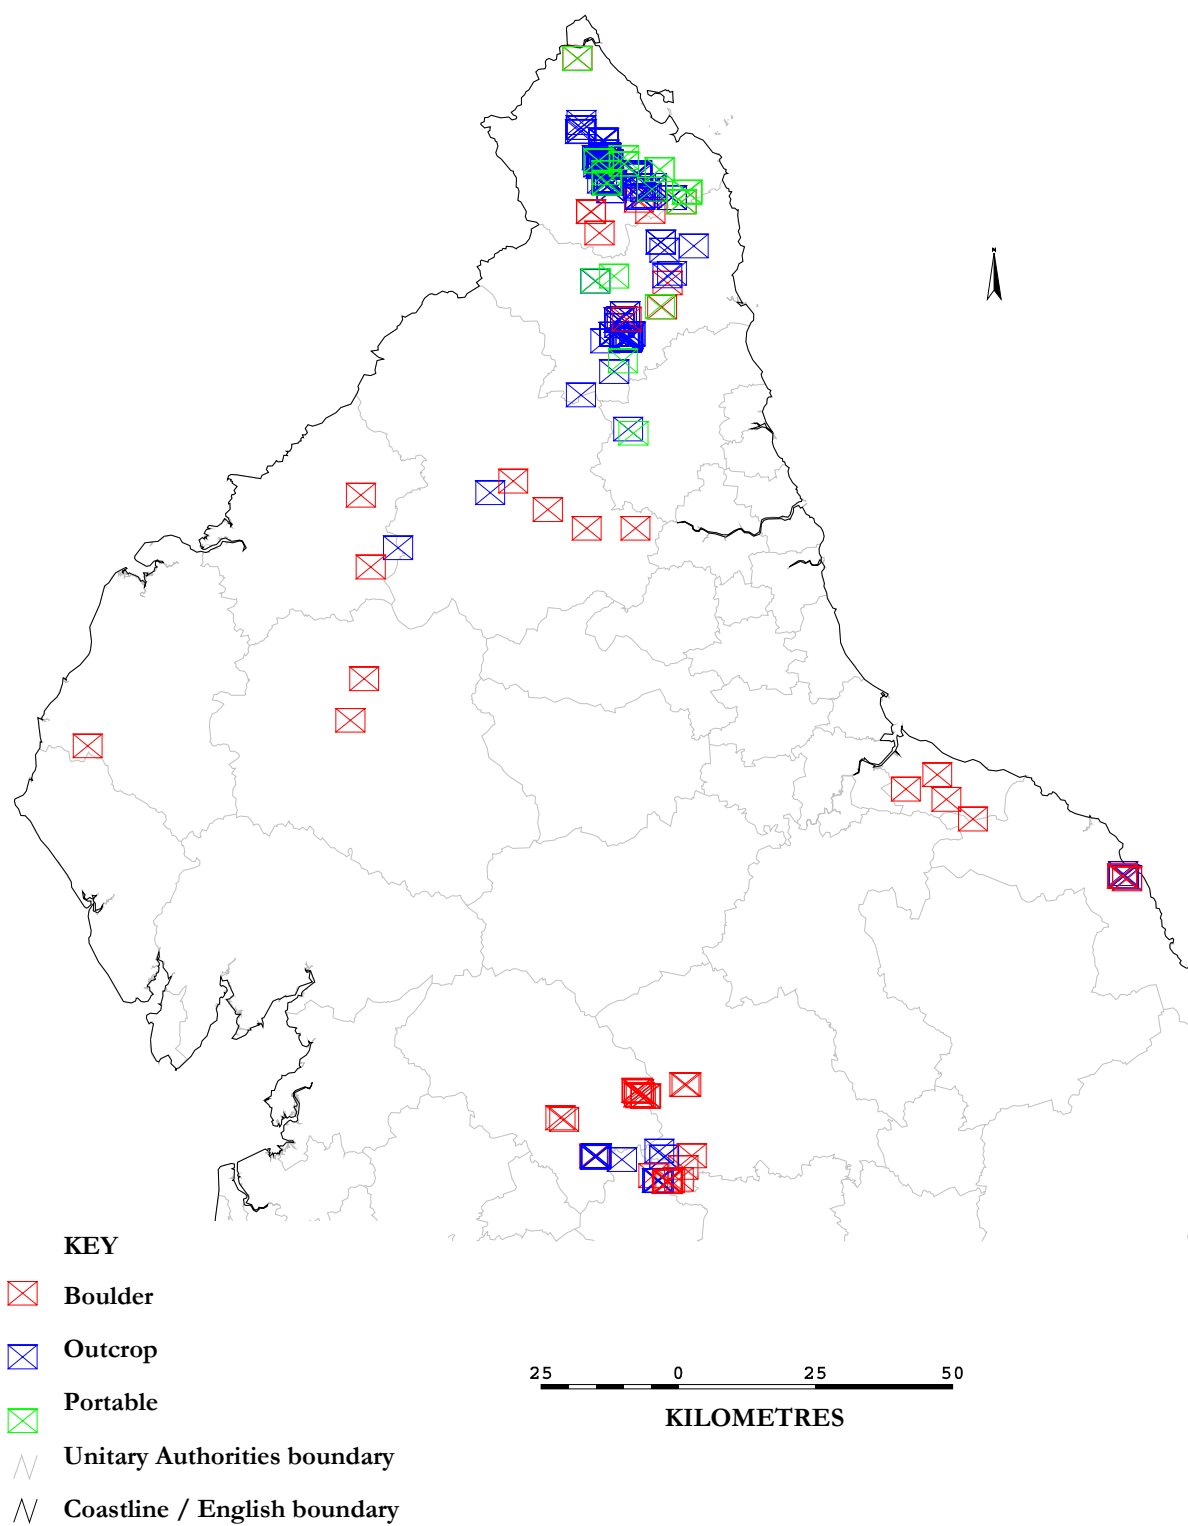 N
KEY
Boulder
Outcrop
Portable
Unitary Authorities boundary
Coastline / English boundary
25 0 25 50
KILOMETRES